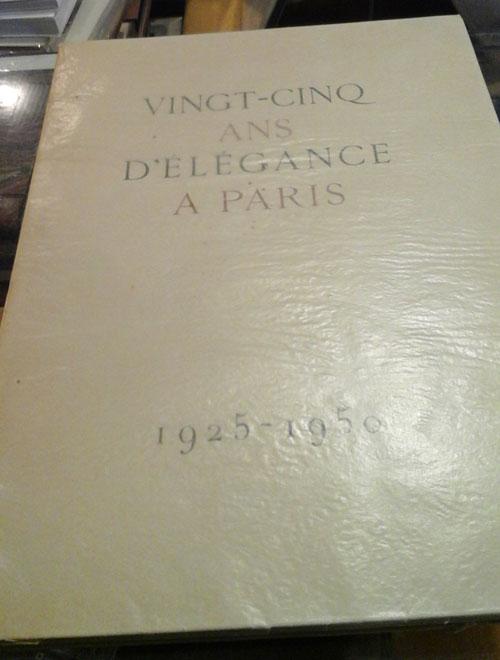 VINGT-CINQ
ANS
D'ÉLÉGANCE
A PARIS
1925-1950